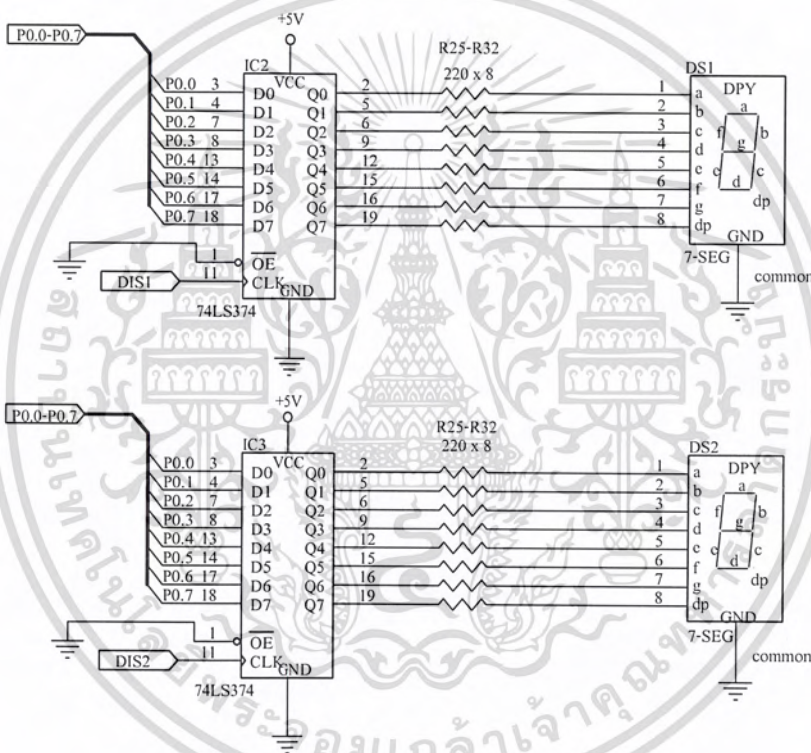 +5V
P0.0-P0.7
R25-R32
220 x 8
IC2
VCC
DS1
DPY
P0.0 3 D0 Q0 2 1 a
P0.1 4 D1 Q1 5 2 b
P0.2 7 D2 Q2 6 3 c
P0.3 8 D3 Q3 9 4 d
P0.4 13 D4 Q4 12 5 e
P0.5 14 D5 Q5 15 6 f
P0.6 17 D6 Q6 16 7 g
P0.7 18 D7 Q7 19 8 dp
a
f b
g
e c
d
dp
GND
7-SEG
common
1 OE
DIS1 11 CLK
GND
74LS374
+5V
P0.0-P0.7
R25-R32
220 x 8
IC3
VCC
DS2
DPY
P0.0 3 D0 Q0 2 1 a
P0.1 4 D1 Q1 5 2 b
P0.2 7 D2 Q2 6 3 c
P0.3 8 D3 Q3 9 4 d
P0.4 13 D4 Q4 12 5 e
P0.5 14 D5 Q5 15 6 f
P0.6 17 D6 Q6 16 7 g
P0.7 18 D7 Q7 19 8 dp
a
f b
g
e c
d
dp
GND
7-SEG
common
1 OE
DIS2 11 CLK
GND
74LS374